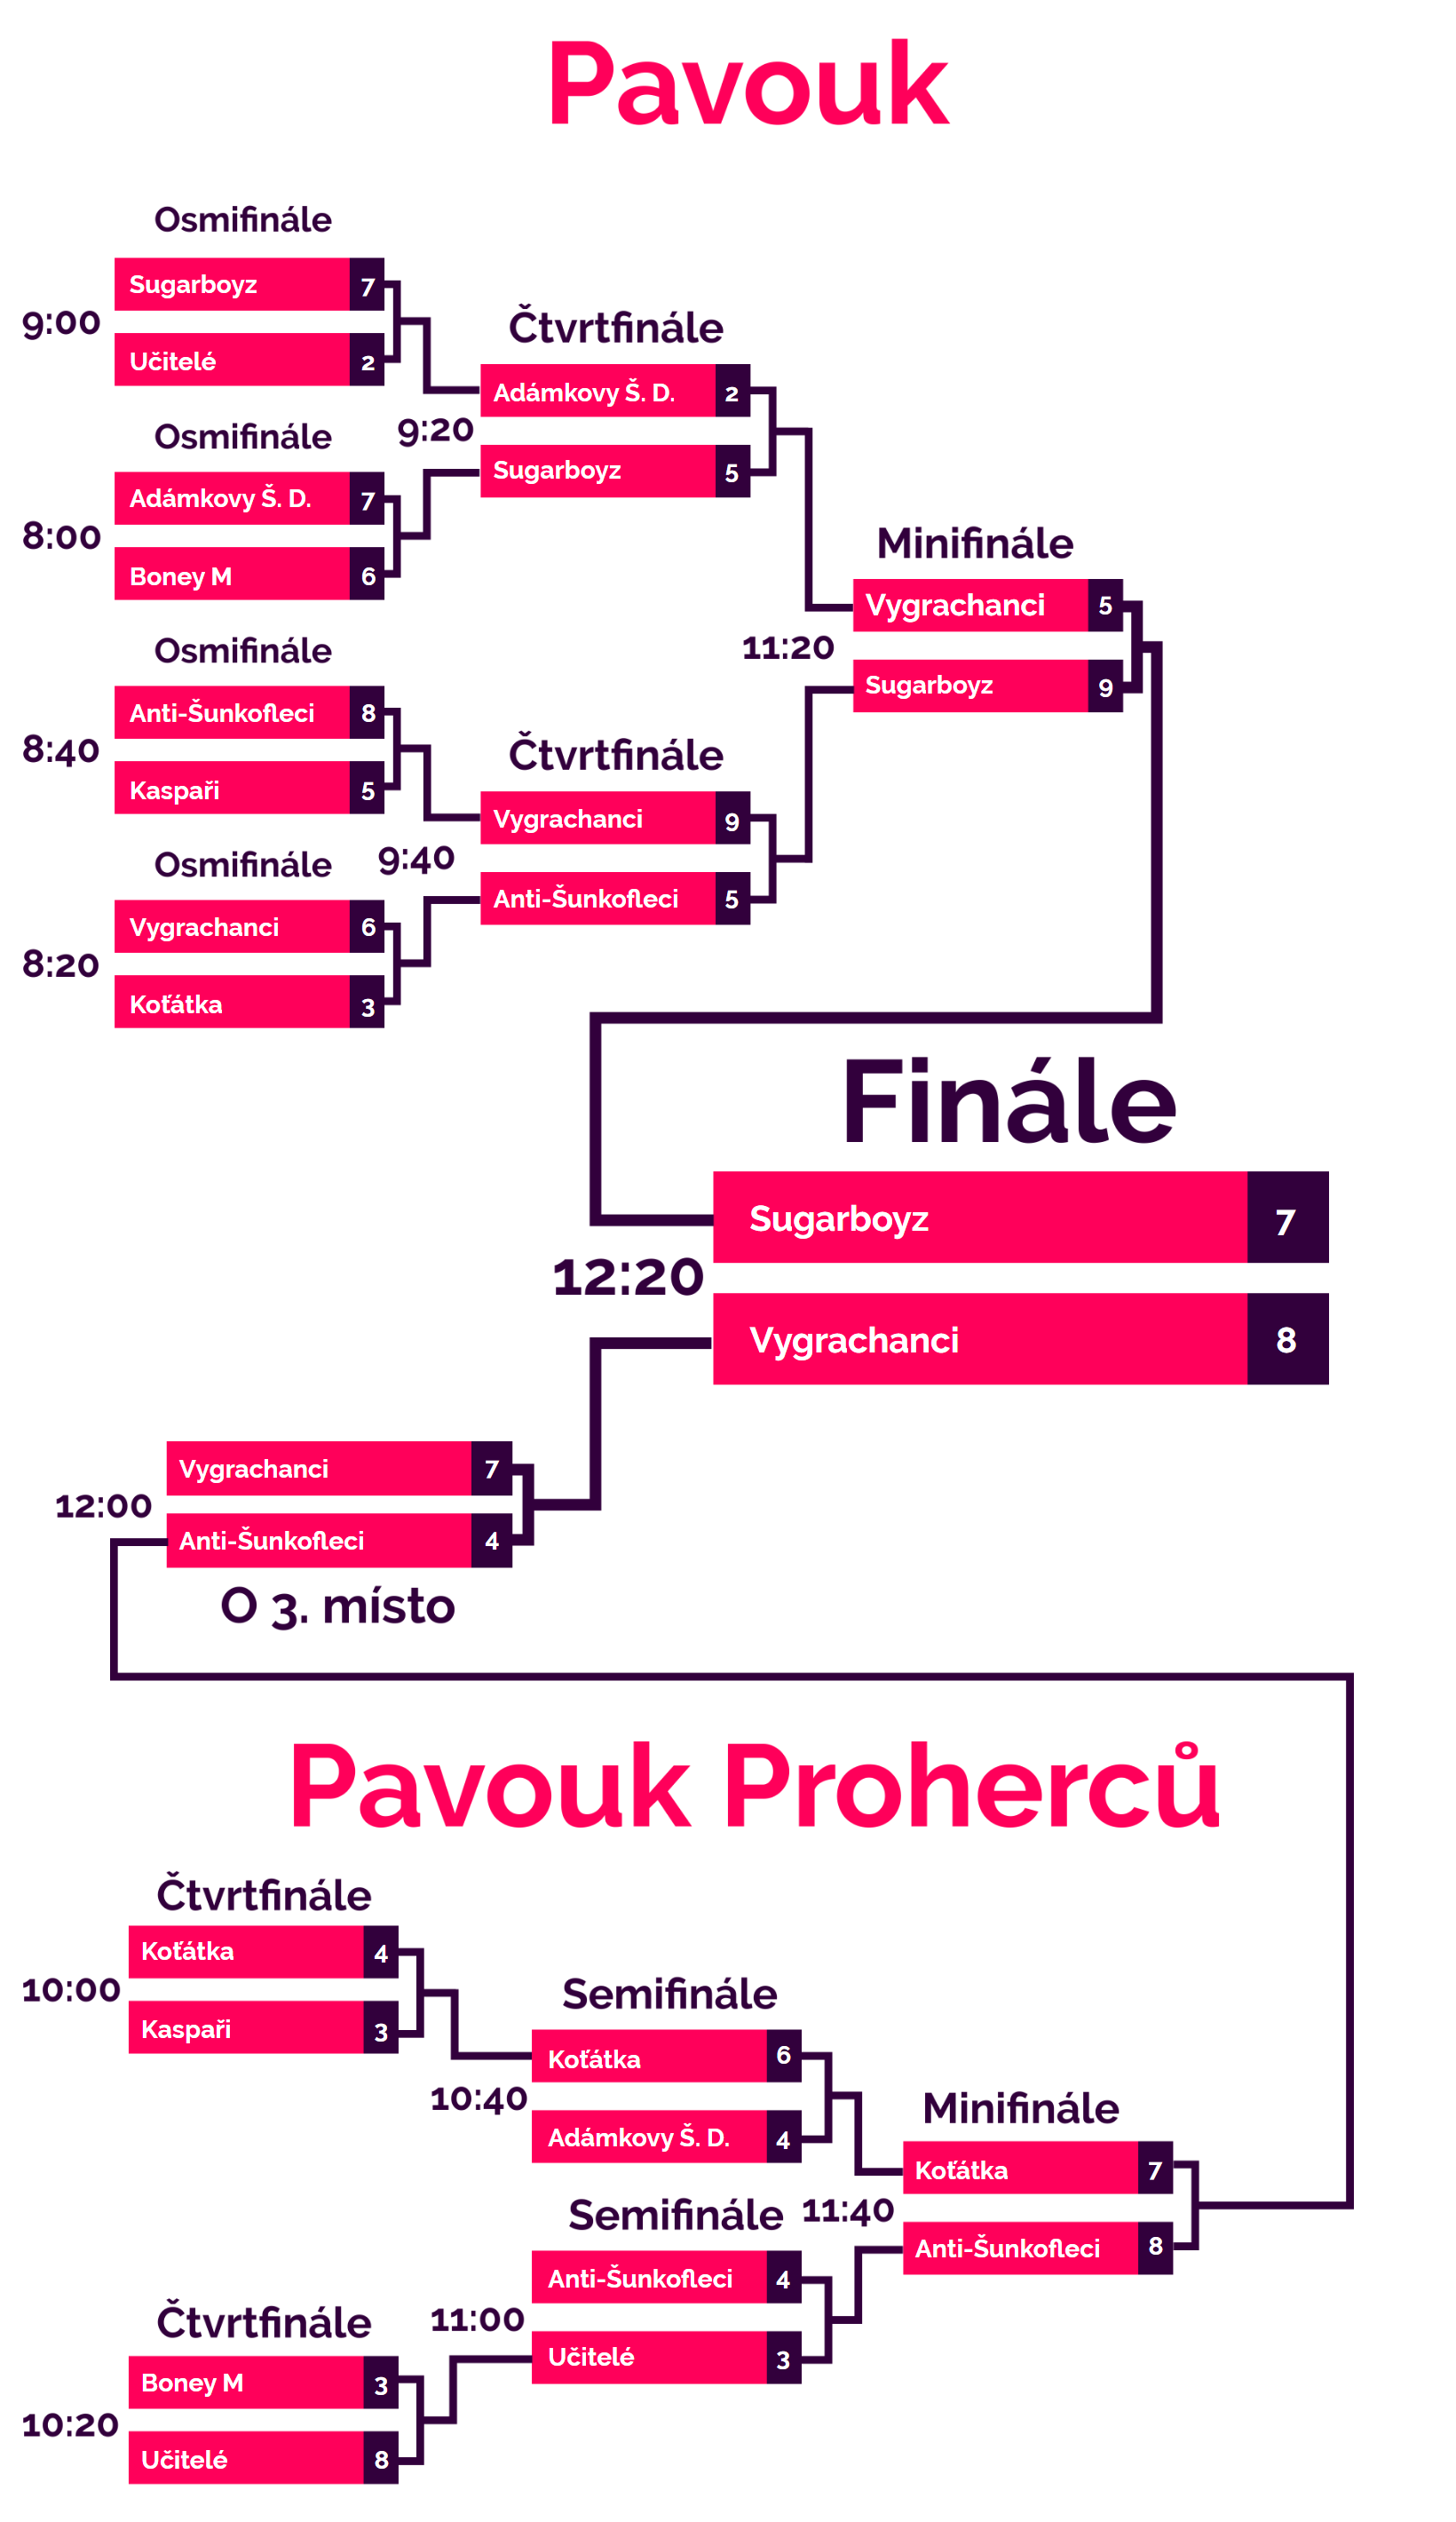 Pavouk
Osmifinále
Sugarboyz 7
9:00
Učitelé 2
Osmifinále
Adámkovy Š. D. 7
8:00
Boney M 6
Osmifinále
Anti-Šunkofleci 8
8:40
Kaspaři 5
Osmifinále
Vygrachanci 6
8:20
Koťátka 3
Čtvrtfinále
Adámkovy Š. D. 2
9:20
Sugarboyz 5
Čtvrtfinále
Vygrachanci 9
9:40
Anti-Šunkofleci 5
Minifinále
Vygrachanci 5
11:20
Sugarboyz 9
Finále
Sugarboyz 7
12:20
Vygrachanci 8
Vygrachanci 7
12:00
Anti-Šunkofleci 4
O 3. místo
Pavouk Proherců
Čtvrtfinále
Koťátka 4
10:00
Kaspaři 3
Čtvrtfinále
Boney M 3
10:20
Učitelé 8
Semifinále
Koťátka 6
10:40
Adámkovy Š. D. 4
Semifinále
Anti-Šunkofleci 4
11:00
Učitelé 3
Minifinále
Koťátka 7
11:40
Anti-Šunkofleci 8